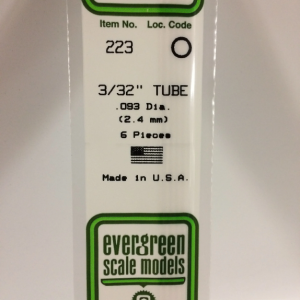 Item No. Loc. Code
223
3/32" TUBE
.093 Dia.
(2.4 mm)
6 Pieces
Made in U.S.A.
evergreen
scale models